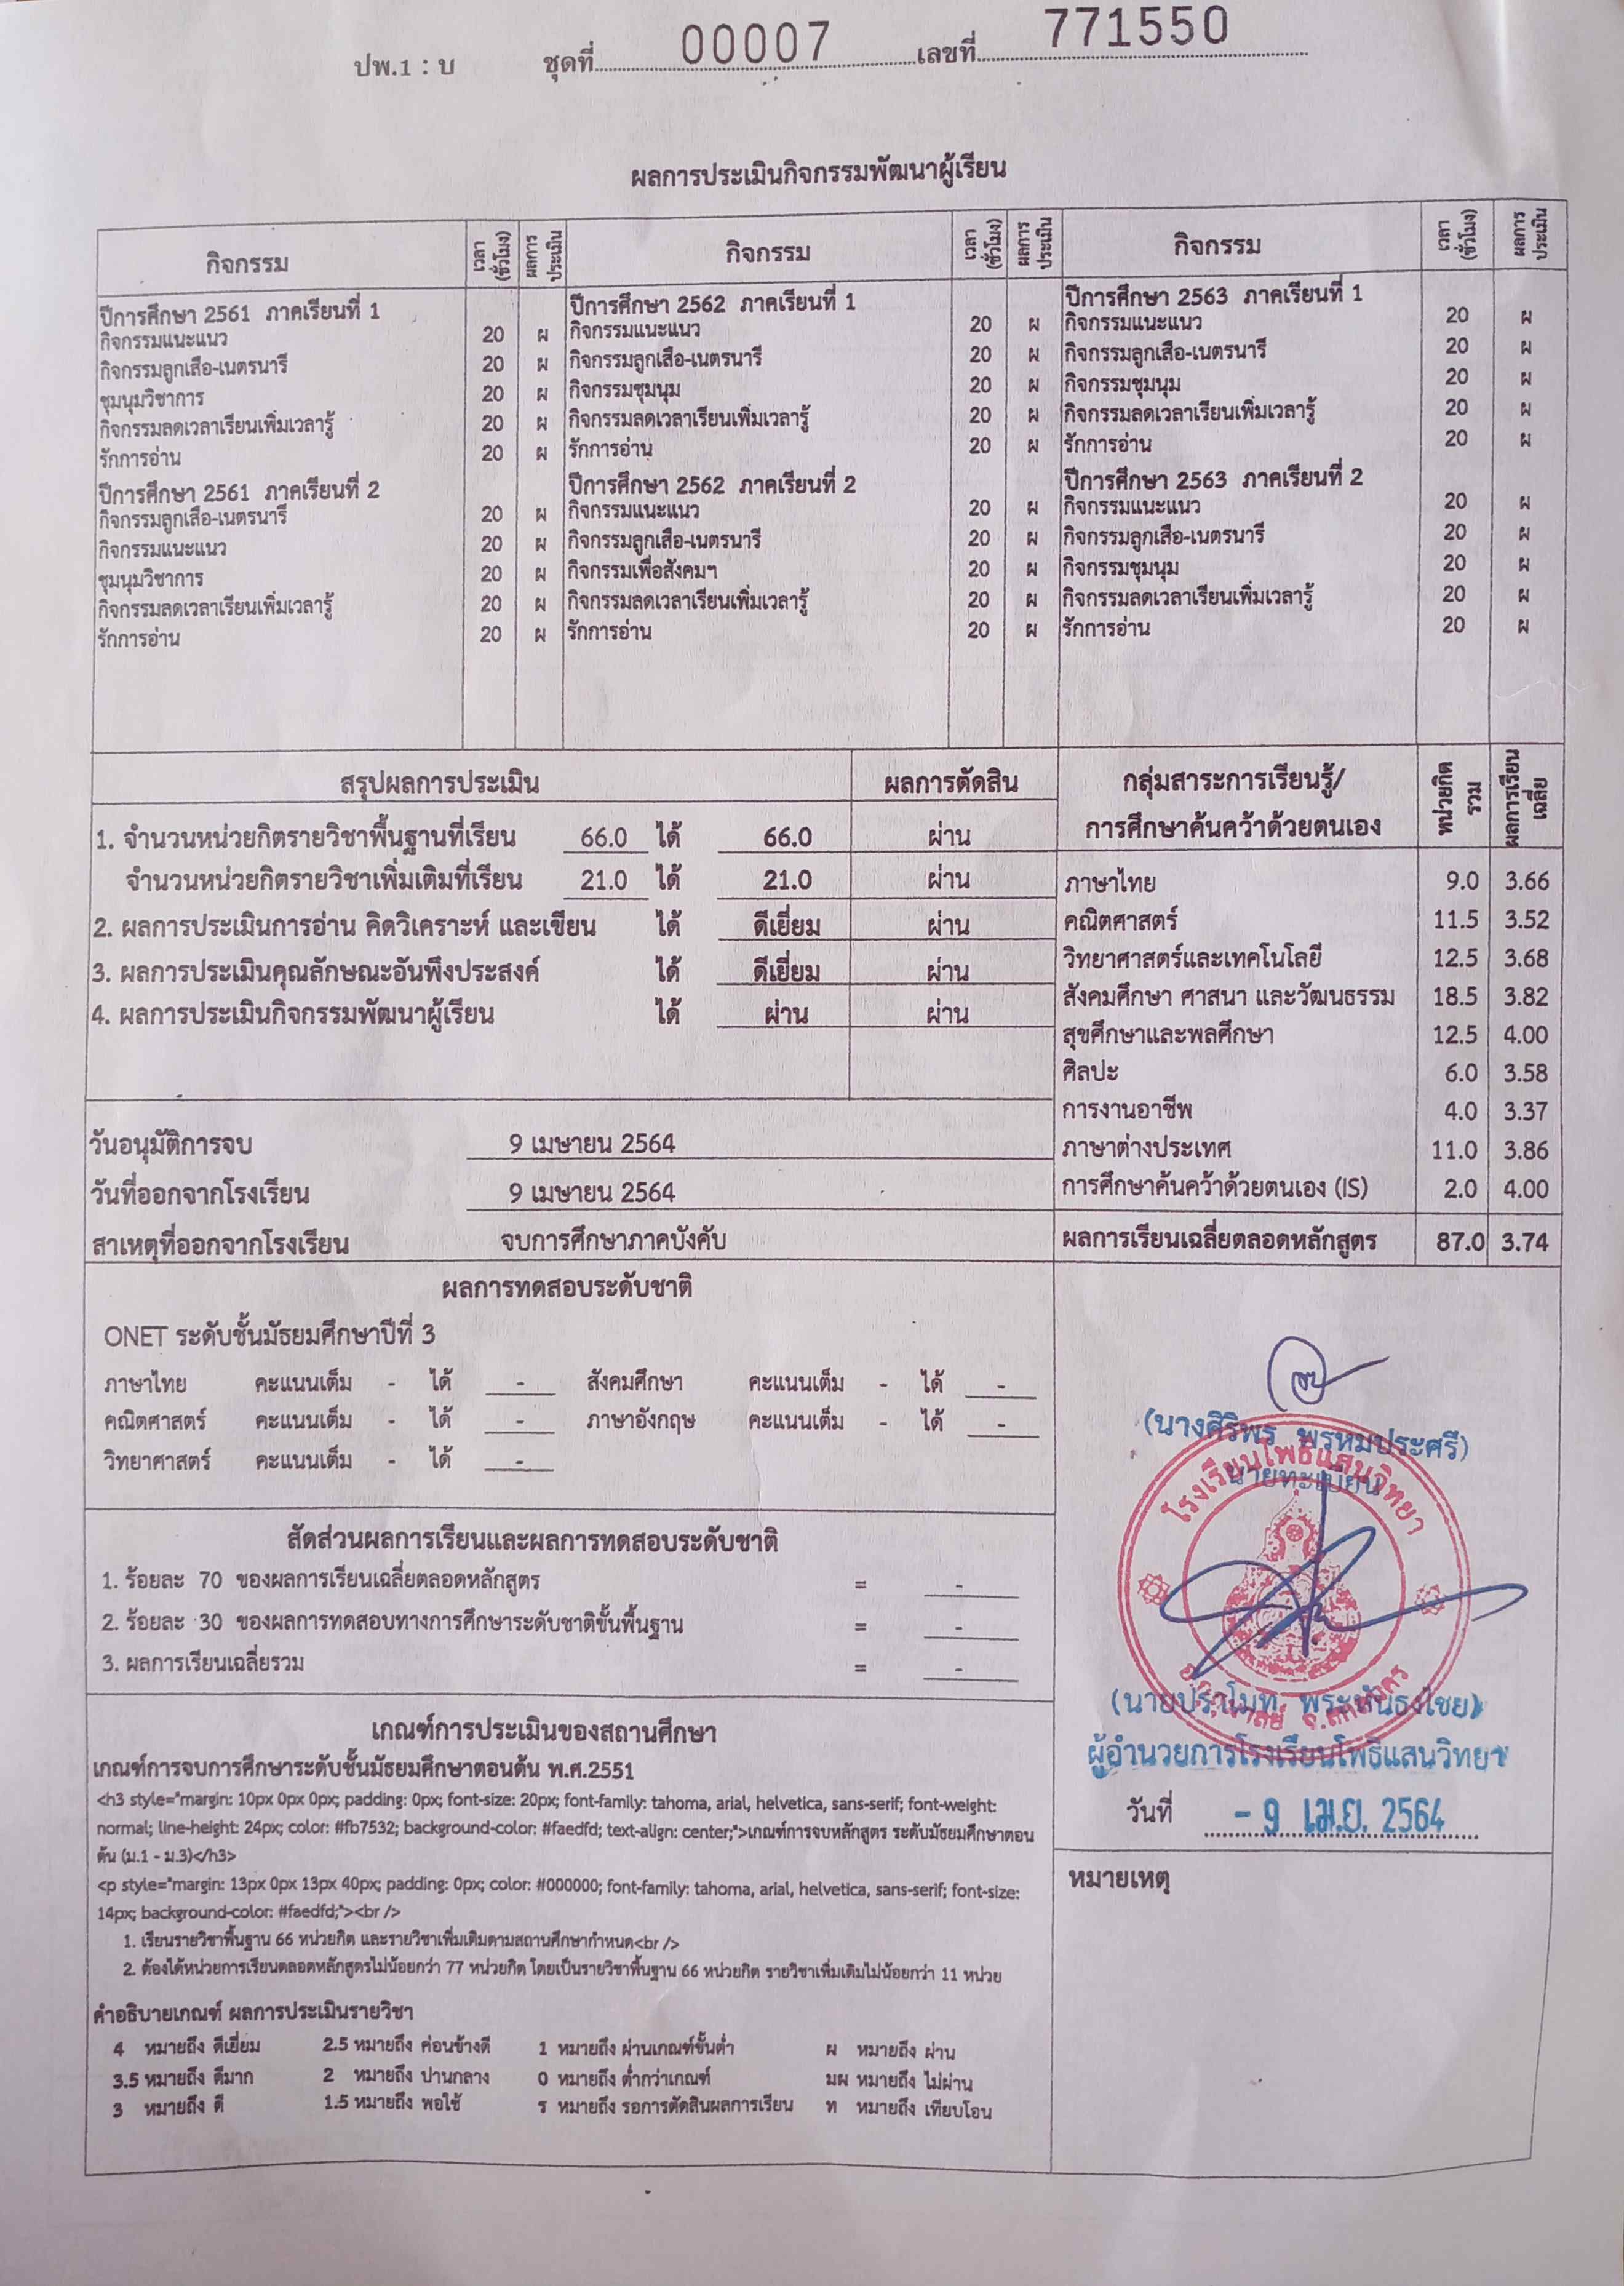 ปพ.1 : บ ชุดที่ 00007 เลขที่ 771550
ผลการประเมินกิจกรรมพัฒนาผู้เรียน
กิจกรรม เวลา (ชั่วโมง) ผลการ ประเมิน กิจกรรม เวลา (ชั่วโมง) ผลการ ประเมิน กิจกรรม เวลา (ชั่วโมง) ผลการ ประเมิน
ปีการศึกษา 2561 ภาคเรียนที่ 1 ปีการศึกษา 2562 ภาคเรียนที่ 1 ปีการศึกษา 2563 ภาคเรียนที่ 1
กิจกรรมแนะแนว 20 ผ กิจกรรมแนะแนว 20 ผ กิจกรรมแนะแนว 20 ผ
กิจกรรมลูกเสือ-เนตรนารี 20 ผ กิจกรรมลูกเสือ-เนตรนารี 20 ผ กิจกรรมลูกเสือ-เนตรนารี 20 ผ
ชุมนุมวิชาการ 20 ผ กิจกรรมชุมนุม 20 ผ กิจกรรมชุมนุม 20 ผ
กิจกรรมลดเวลาเรียนเพิ่มเวลารู้ 20 ผ กิจกรรมลดเวลาเรียนเพิ่มเวลารู้ 20 ผ กิจกรรมลดเวลาเรียนเพิ่มเวลารู้ 20 ผ
รักการอ่าน 20 ผ รักการอ่าน 20 ผ รักการอ่าน 20 ผ
ปีการศึกษา 2561 ภาคเรียนที่ 2 ปีการศึกษา 2562 ภาคเรียนที่ 2 ปีการศึกษา 2563 ภาคเรียนที่ 2
กิจกรรมลูกเสือ-เนตรนารี 20 ผ กิจกรรมแนะแนว 20 ผ กิจกรรมแนะแนว 20 ผ
กิจกรรมแนะแนว 20 ผ กิจกรรมลูกเสือ-เนตรนารี 20 ผ กิจกรรมลูกเสือ-เนตรนารี 20 ผ
ชุมนุมวิชาการ 20 ผ กิจกรรมเพื่อสังคมฯ 20 ผ กิจกรรมชุมนุม 20 ผ
กิจกรรมลดเวลาเรียนเพิ่มเวลารู้ 20 ผ กิจกรรมลดเวลาเรียนเพิ่มเวลารู้ 20 ผ กิจกรรมลดเวลาเรียนเพิ่มเวลารู้ 20 ผ
รักการอ่าน 20 ผ รักการอ่าน 20 ผ รักการอ่าน 20 ผ
สรุปผลการประเมิน ผลการตัดสิน
1. จำนวนหน่วยกิตรายวิชาพื้นฐานที่เรียน 66.0 ได้ 66.0 ผ่าน
จำนวนหน่วยกิตรายวิชาเพิ่มเติมที่เรียน 21.0 ได้ 21.0 ผ่าน
2. ผลการประเมินการอ่าน คิดวิเคราะห์ และเขียน ได้ ดีเยี่ยม ผ่าน
3. ผลการประเมินคุณลักษณะอันพึงประสงค์ ได้ ดีเยี่ยม ผ่าน
4. ผลการประเมินกิจกรรมพัฒนาผู้เรียน ได้ ผ่าน ผ่าน
วันอนุมัติการจบ 9 เมษายน 2564
วันที่ออกจากโรงเรียน 9 เมษายน 2564
สาเหตุที่ออกจากโรงเรียน จบการศึกษาภาคบังคับ
กลุ่มสาระการเรียนรู้/ การศึกษาค้นคว้าด้วยตนเอง หน่วยกิต รวม ผลการเรียน เฉลี่ย
ภาษาไทย 9.0 3.66
คณิตศาสตร์ 11.5 3.52
วิทยาศาสตร์และเทคโนโลยี 12.5 3.68
สังคมศึกษา ศาสนา และวัฒนธรรม 18.5 3.82
สุขศึกษาและพลศึกษา 12.5 4.00
ศิลปะ 6.0 3.58
การงานอาชีพ 4.0 3.37
ภาษาต่างประเทศ 11.0 3.86
การศึกษาค้นคว้าด้วยตนเอง (IS) 2.0 4.00
ผลการเรียนเฉลี่ยตลอดหลักสูตร 87.0 3.74
ผลการทดสอบระดับชาติ
ONET ระดับชั้นมัธยมศึกษาปีที่ 3
ภาษาไทย คะแนนเต็ม - ได้ - สังคมศึกษา คะแนนเต็ม - ได้ -
คณิตศาสตร์ คะแนนเต็ม - ได้ - ภาษาอังกฤษ คะแนนเต็ม - ได้ -
วิทยาศาสตร์ คะแนนเต็ม - ได้ -
สัดส่วนผลการเรียนและผลการทดสอบระดับชาติ
1. ร้อยละ 70 ของผลการเรียนเฉลี่ยตลอดหลักสูตร = -
2. ร้อยละ 30 ของผลการทดสอบทางการศึกษาระดับชาติขั้นพื้นฐาน = -
3. ผลการเรียนเฉลี่ยรวม = -
เกณฑ์การประเมินของสถานศึกษา
เกณฑ์การจบการศึกษาระดับชั้นมัธยมศึกษาตอนต้น พ.ศ.2551
<h3 style="margin: 10px 0px 0px; padding: 0px; font-size: 20px; font-family: tahoma, arial, helvetica, sans-serif; font-weight:
normal; line-height: 24px; color: #fb7532; background-color: #faedfd; text-align: center;">เกณฑ์การจบหลักสูตร ระดับมัธยมศึกษาตอน
ต้น (ม.1 - ม.3)</h3>
<p style="margin: 13px 0px 13px 40px; padding: 0px; color: #000000; font-family: tahoma, arial, helvetica, sans-serif; font-size:
14px; background-color: #faedfd;"><br />
1. เรียนรายวิชาพื้นฐาน 66 หน่วยกิต และรายวิชาเพิ่มเติมตามสถานศึกษากำหนด<br />
2. ต้องได้หน่วยการเรียนตลอดหลักสูตรไม่น้อยกว่า 77 หน่วยกิต โดยเป็นรายวิชาพื้นฐาน 66 หน่วยกิต รายวิชาเพิ่มเติมไม่น้อยกว่า 11 หน่วย
คำอธิบายเกณฑ์ ผลการประเมินรายวิชา
4 หมายถึง ดีเยี่ยม 2.5 หมายถึง ค่อนข้างดี 1 หมายถึง ผ่านเกณฑ์ขั้นต่ำ ผ หมายถึง ผ่าน
3.5 หมายถึง ดีมาก 2 หมายถึง ปานกลาง 0 หมายถึง ต่ำกว่าเกณฑ์ มผ หมายถึง ไม่ผ่าน
3 หมายถึง ดี 1.5 หมายถึง พอใช้ ร หมายถึง รอการตัดสินผลการเรียน ท หมายถึง เทียบโอน
(นางศิริพร พรหมประศรี)
นายทะเบียน
โรงเรียนโพธิแสนวิทยา
(นายปราโมท พระพันธงไชย)
ผู้อำนวยการโรงเรียนโพธิแสนวิทยา
วันที่ - 9 เม.ย. 2564
หมายเหตุ